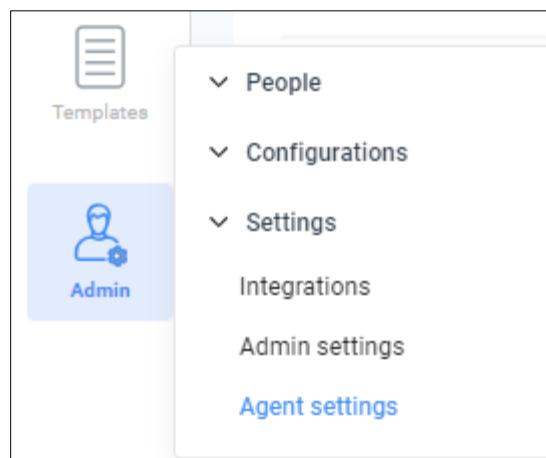 Templates
Admin
People
Configurations
Settings
Integrations
Admin settings
Agent settings